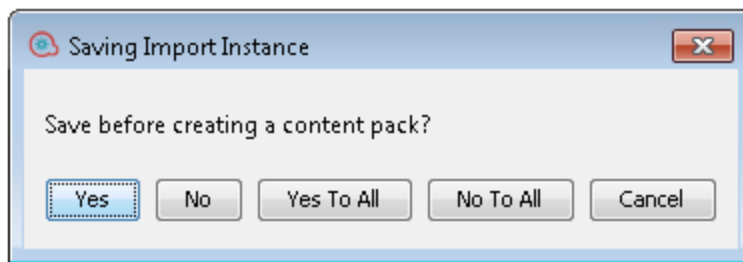 Saving Import Instance
Save before creating a content pack?
Yes No Yes To All No To All Cancel